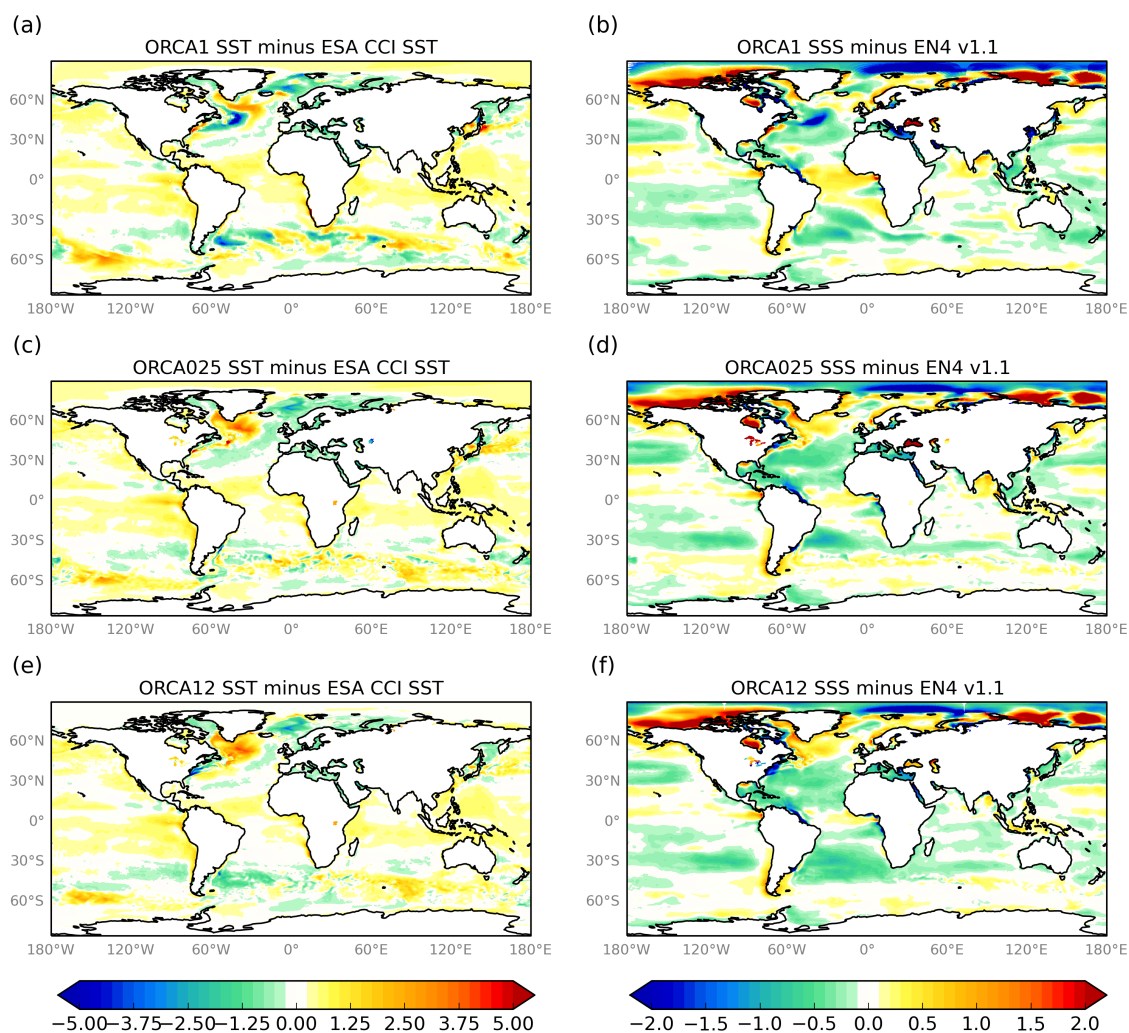 (a) (b)
ORCA1 SST minus ESA CCI SST ORCA1 SSS minus EN4 v1.1
60°N 60°N
30°N 30°N
0° 0°
30°S 30°S
60°S 60°S
180°W 120°W 60°W 0° 60°E 120°E 180°E 180°W 120°W 60°W 0° 60°E 120°E 180°E
(c) (d)
ORCA025 SST minus ESA CCI SST ORCA025 SSS minus EN4 v1.1
60°N 60°N
30°N 30°N
0° 0°
30°S 30°S
60°S 60°S
180°W 120°W 60°W 0° 60°E 120°E 180°E 180°W 120°W 60°W 0° 60°E 120°E 180°E
(e) (f)
ORCA12 SST minus ESA CCI SST ORCA12 SSS minus EN4 v1.1
60°N 60°N
30°N 30°N
0° 0°
30°S 30°S
60°S 60°S
180°W 120°W 60°W 0° 60°E 120°E 180°E 180°W 120°W 60°W 0° 60°E 120°E 180°E
−5.00 −3.75 −2.50 −1.25 0.00 1.25 2.50 3.75 5.00 −2.0 −1.5 −1.0 −0.5 0.0 0.5 1.0 1.5 2.0